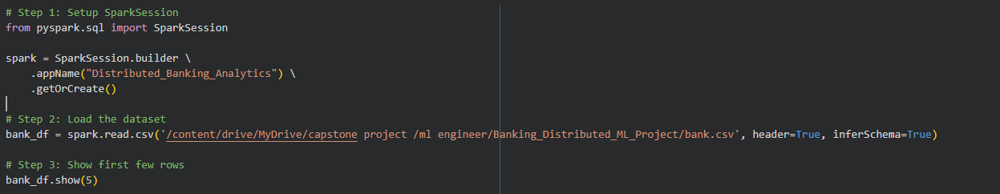 # Step 1: Setup SparkSession
from pyspark.sql import SparkSession
spark = SparkSession.builder \
.appName("Distributed_Banking_Analytics") \
.getOrCreate()
# Step 2: Load the dataset
bank_df = spark.read.csv('/content/drive/MyDrive/capstone project /ml engineer/Banking_Distributed_ML_Project/bank.csv', header=True, inferSchema=True)
# Step 3: Show first few rows
bank_df.show(5)